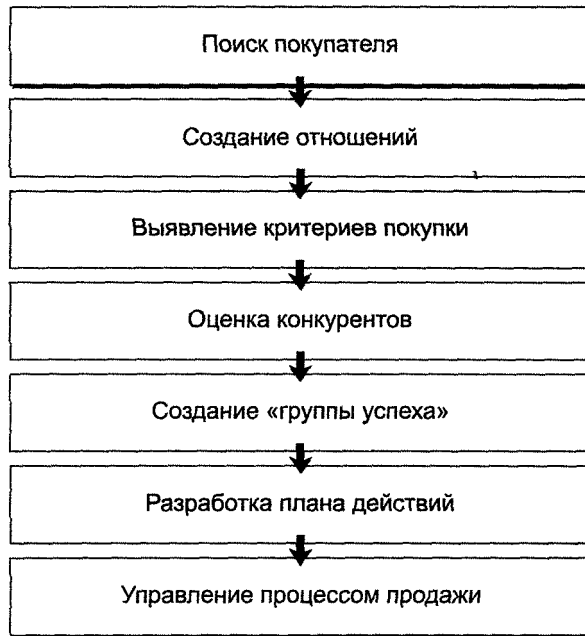 Поиск покупателя
Создание отношений
Выявление критериев покупки
Оценка конкурентов
Создание «группы успеха»
Разработка плана действий
Управление процессом продажи